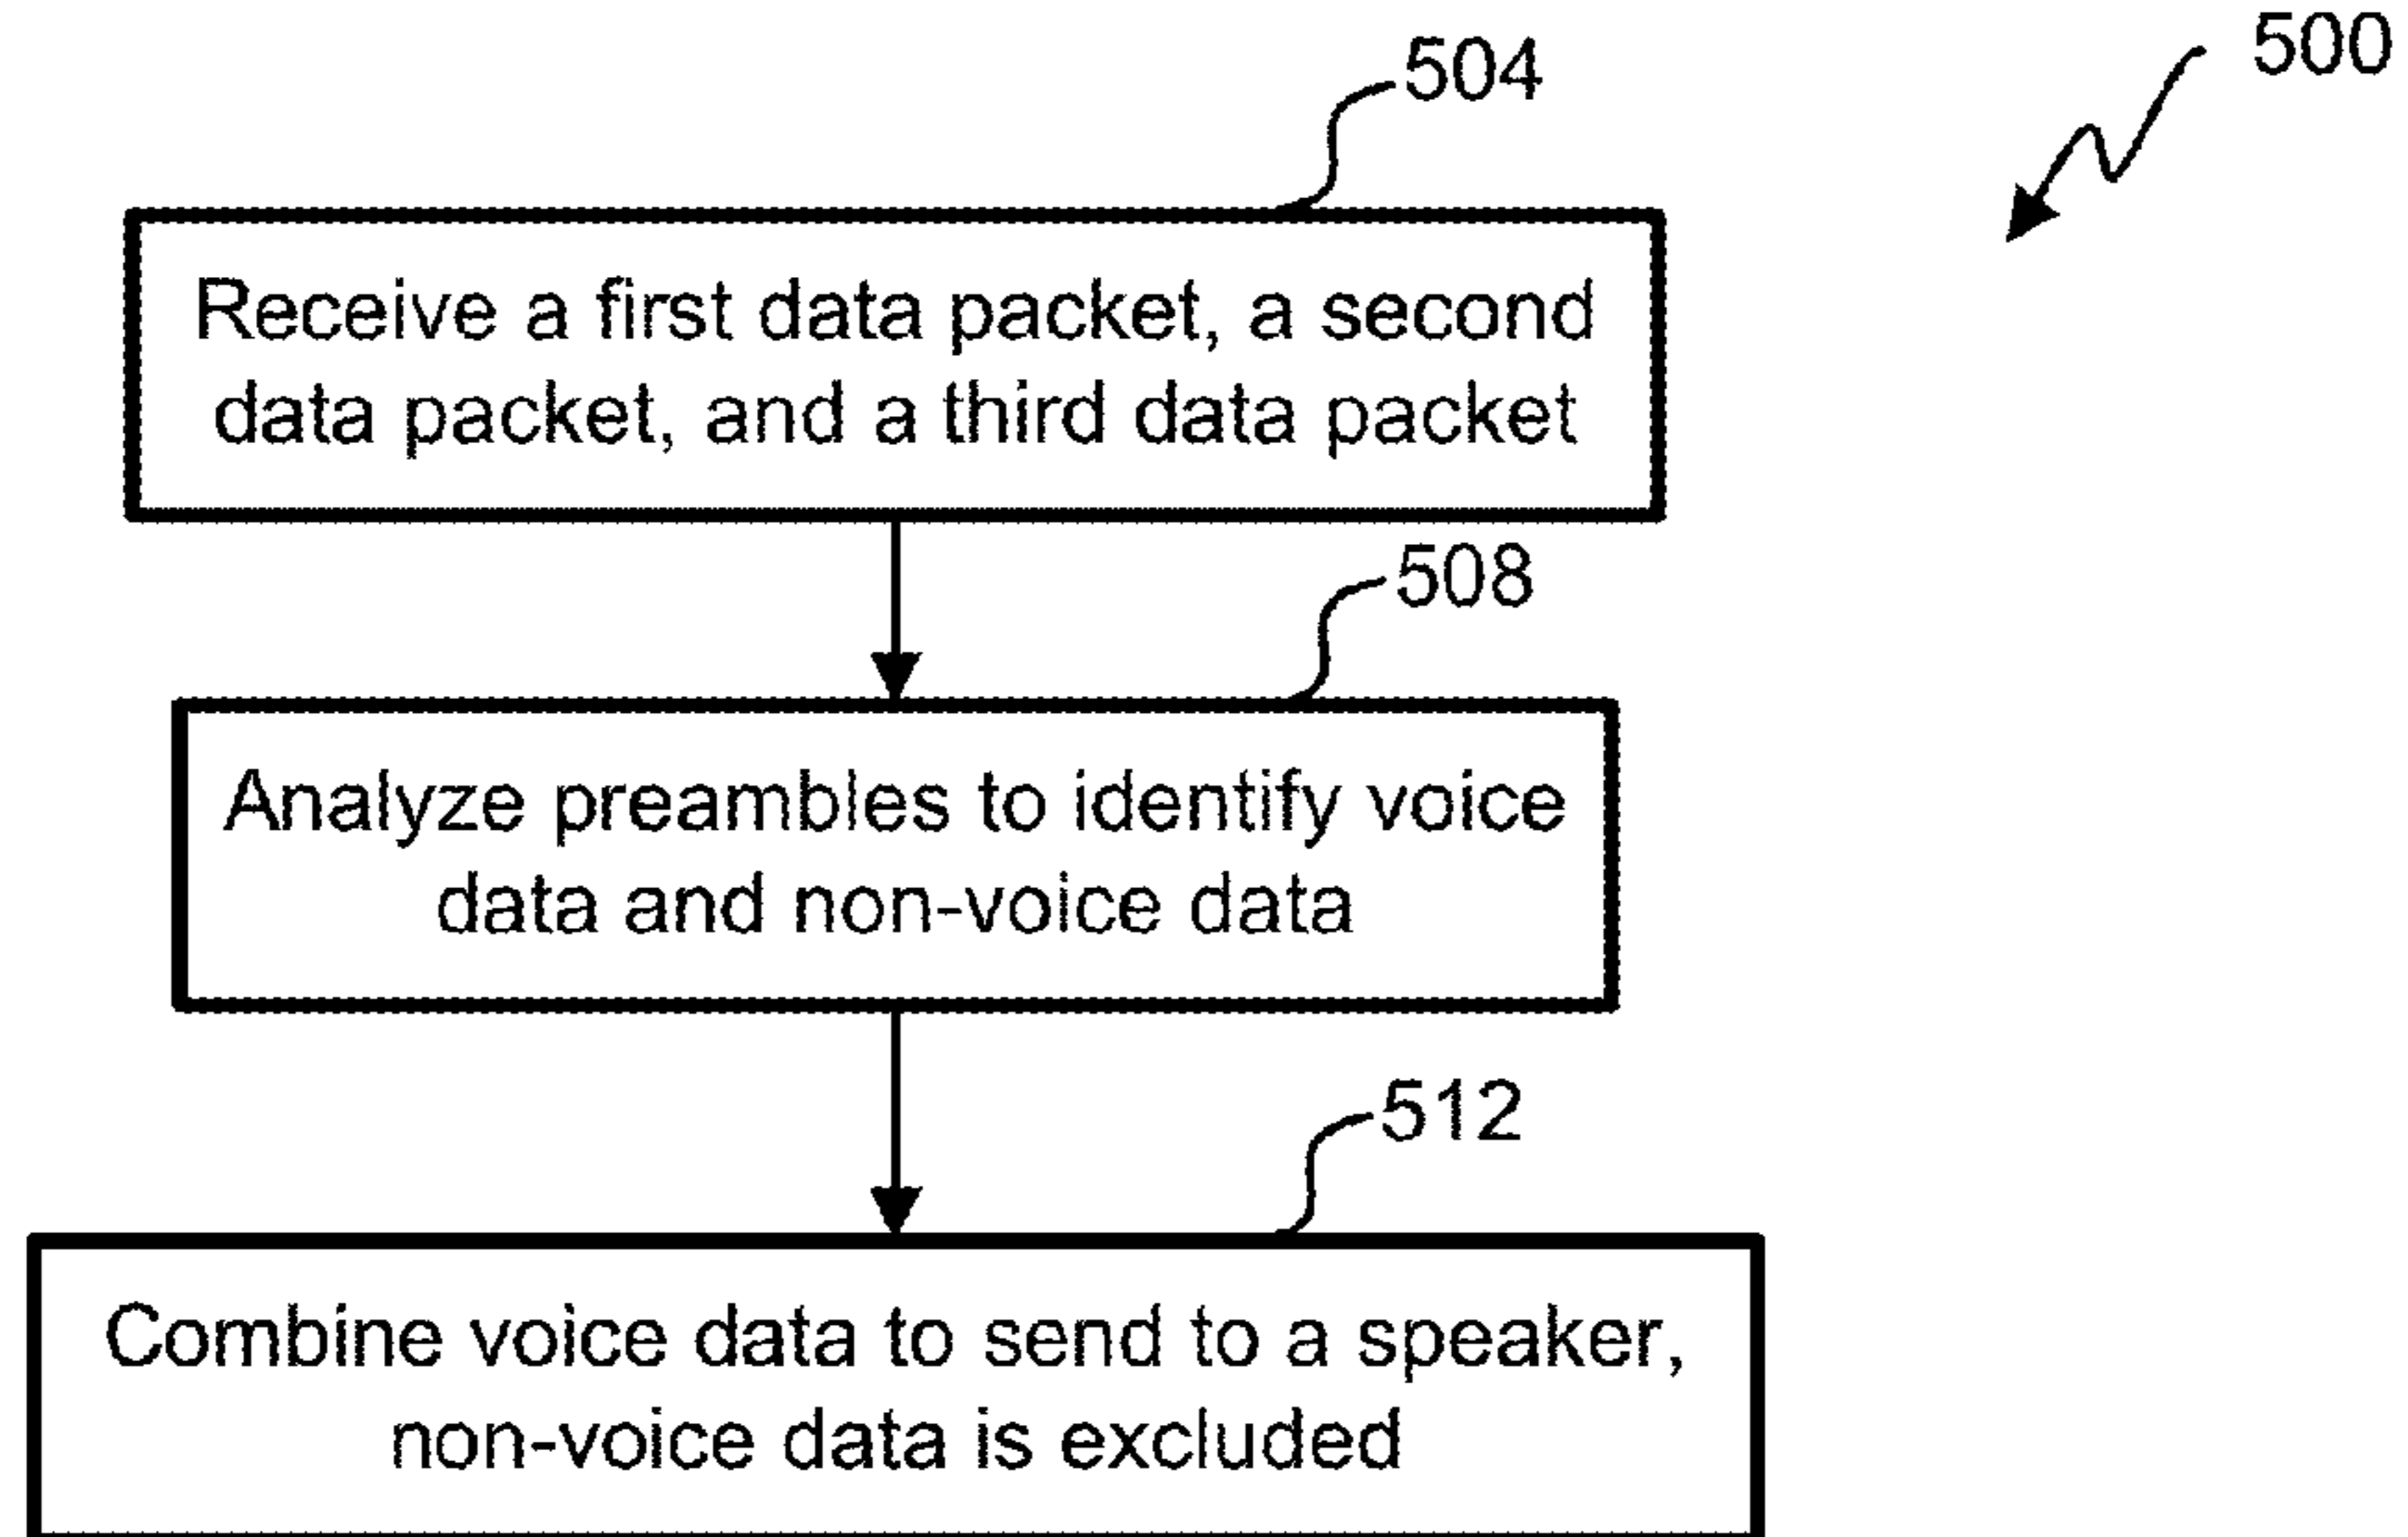 500
504
Receive a first data packet, a second
data packet, and a third data packet
508
Analyze preambles to identify voice
data and non-voice data
512
Combine voice data to send to a speaker,
non-voice data is excluded